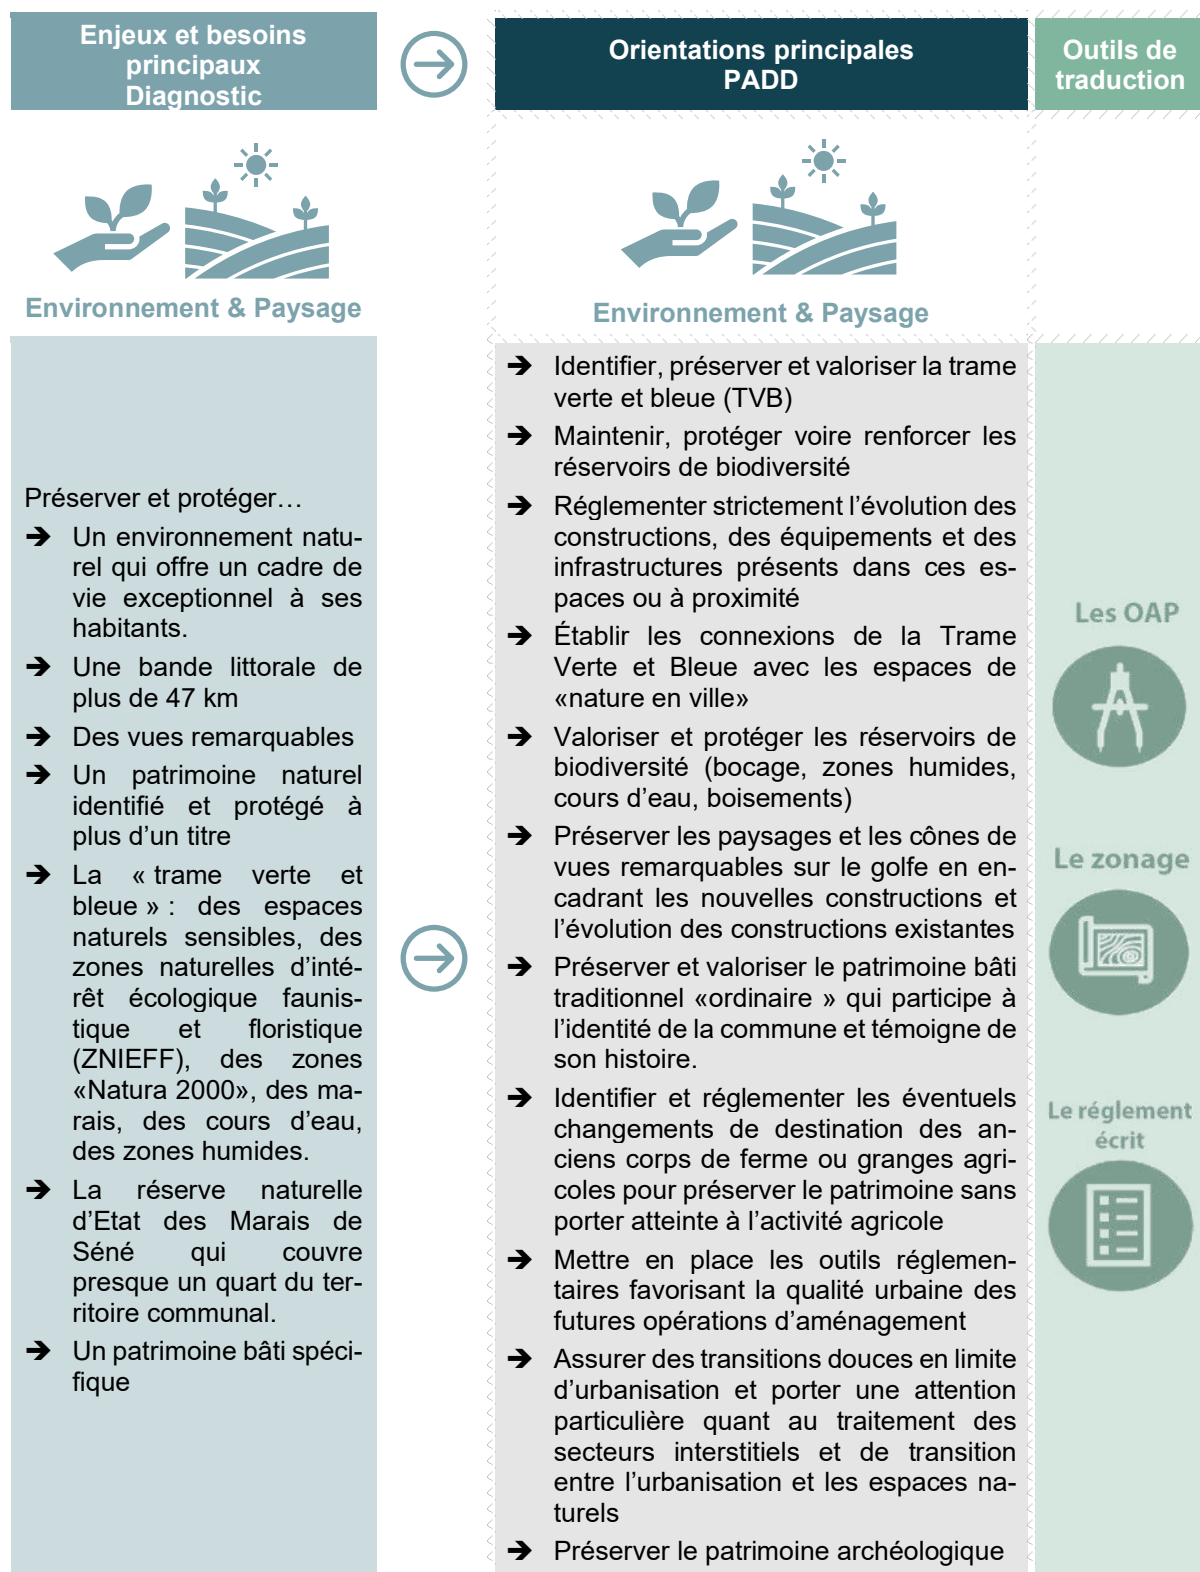 Enjeux et besoins
principaux
Diagnostic
Orientations principales
PADD
Outils de
traduction
Environnement & Paysage
Environnement & Paysage
Préserver et protéger…
➔ Un environnement natu-
rel qui offre un cadre de
vie exceptionnel à ses
habitants.
➔ Une bande littorale de
plus de 47 km
➔ Des vues remarquables
➔ Un patrimoine naturel
identifié et protégé à
plus d’un titre
➔ La « trame verte et
bleue » : des espaces
naturels sensibles, des
zones naturelles d’inté-
rêt écologique faunis-
tique et floristique
(ZNIEFF), des zones
«Natura 2000», des ma-
rais, des cours d’eau,
des zones humides.
➔ La réserve naturelle
d’Etat des Marais de
Séné qui couvre
presque un quart du ter-
ritoire communal.
➔ Un patrimoine bâti spéci-
fique
➔ Identifier, préserver et valoriser la trame
verte et bleue (TVB)
➔ Maintenir, protéger voire renforcer les
réservoirs de biodiversité
➔ Réglementer strictement l’évolution des
constructions, des équipements et des
infrastructures présents dans ces es-
paces ou à proximité
➔ Établir les connexions de la Trame
Verte et Bleue avec les espaces de
«nature en ville»
➔ Valoriser et protéger les réservoirs de
biodiversité (bocage, zones humides,
cours d’eau, boisements)
➔ Préserver les paysages et les cônes de
vues remarquables sur le golfe en en-
cadrant les nouvelles constructions et
l’évolution des constructions existantes
➔ Préserver et valoriser le patrimoine bâti
traditionnel «ordinaire » qui participe à
l’identité de la commune et témoigne de
son histoire.
➔ Identifier et réglementer les éventuels
changements de destination des an-
ciens corps de ferme ou granges agri-
coles pour préserver le patrimoine sans
porter atteinte à l’activité agricole
➔ Mettre en place les outils réglemen-
taires favorisant la qualité urbaine des
futures opérations d’aménagement
➔ Assurer des transitions douces en limite
d’urbanisation et porter une attention
particulière quant au traitement des
secteurs interstitiels et de transition
entre l’urbanisation et les espaces na-
turels
➔ Préserver le patrimoine archéologique
Les OAP
Le zonage
Le réglement
écrit